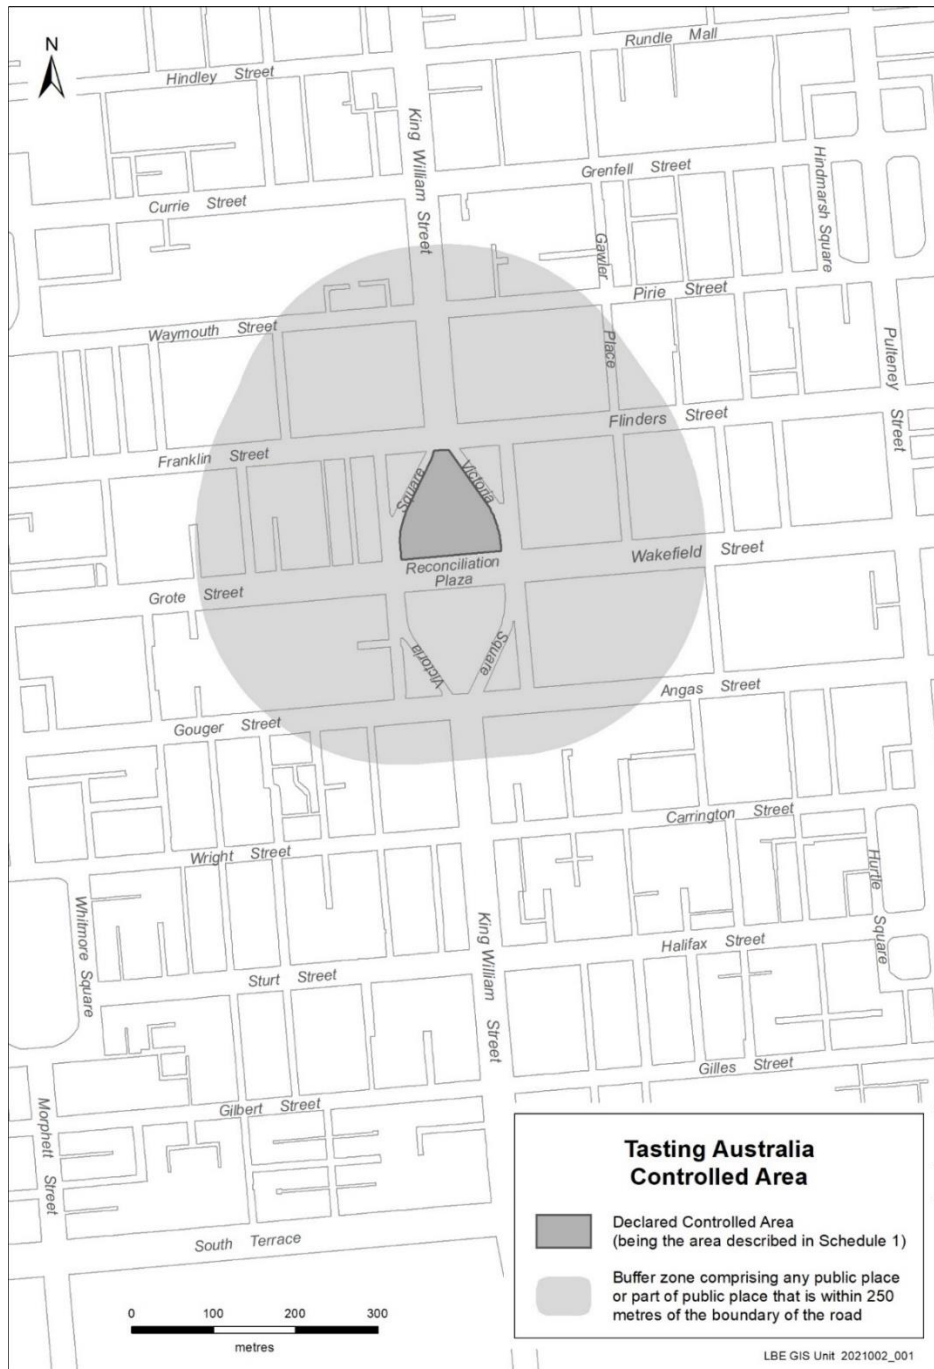 N
Rundle Mall
Hindley Street
King William Street
Grenfell Street
Hindmarsh Square
Currie Street
Gawler
Place
Pirie Street
Waymouth Street
Pulteney
Street
Flinders Street
Franklin Street
Square
Victoria
Wakefield Street
Reconciliation
Plaza
Grote Street
Victoria
Square
Angas Street
Gouger Street
Carrington Street
Wright Street
Hurtle
Square
Whitmore Square
King William
Street
Halifax Street
Sturt Street
Gilles Street
Gilbert Street
Morphett
Street
South Terrace
Tasting Australia
Controlled Area
Declared Controlled Area
(being the area described in Schedule 1)
Buffer zone comprising any public place
or part of public place that is within 250
metres of the boundary of the road
0 100 200 300
metres
LBE GIS Unit 2021002_001